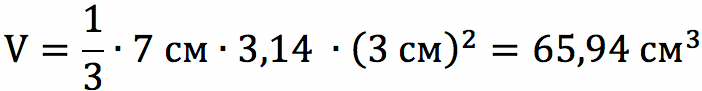 V = 1/3 · 7 см · 3,14 · (3 см)² = 65,94 см³